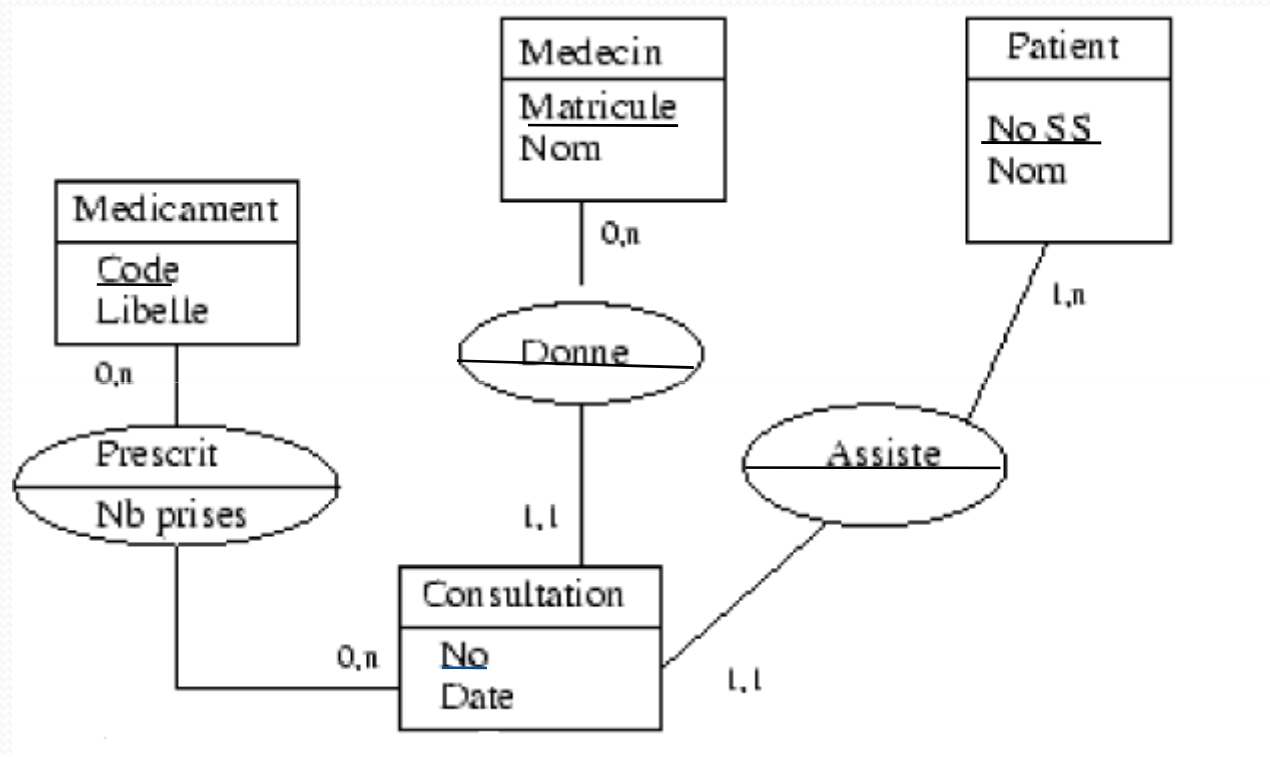 Medecin
Matricule
Nom
0,n
Patient
No SS
Nom
1,n
Medicament
Code
Libelle
0,n
Donne
1,1
Prescrit
Nb prises
Assiste
Consultation
No
Date
0,n
1,1